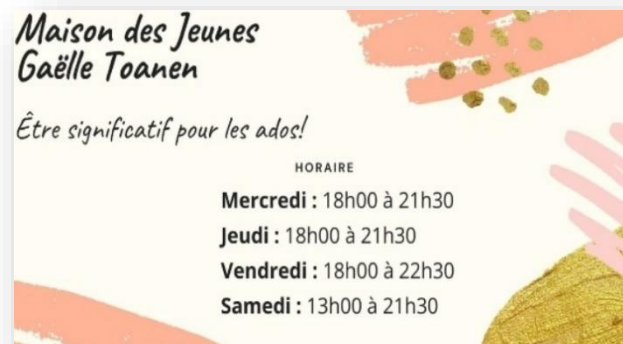 Maison des Jeunes
Gaëlle Toanen
Être significatif pour les ados!
HORAIRE
Mercredi : 18h00 à 21h30
Jeudi : 18h00 à 21h30
Vendredi : 18h00 à 22h30
Samedi : 13h00 à 21h30